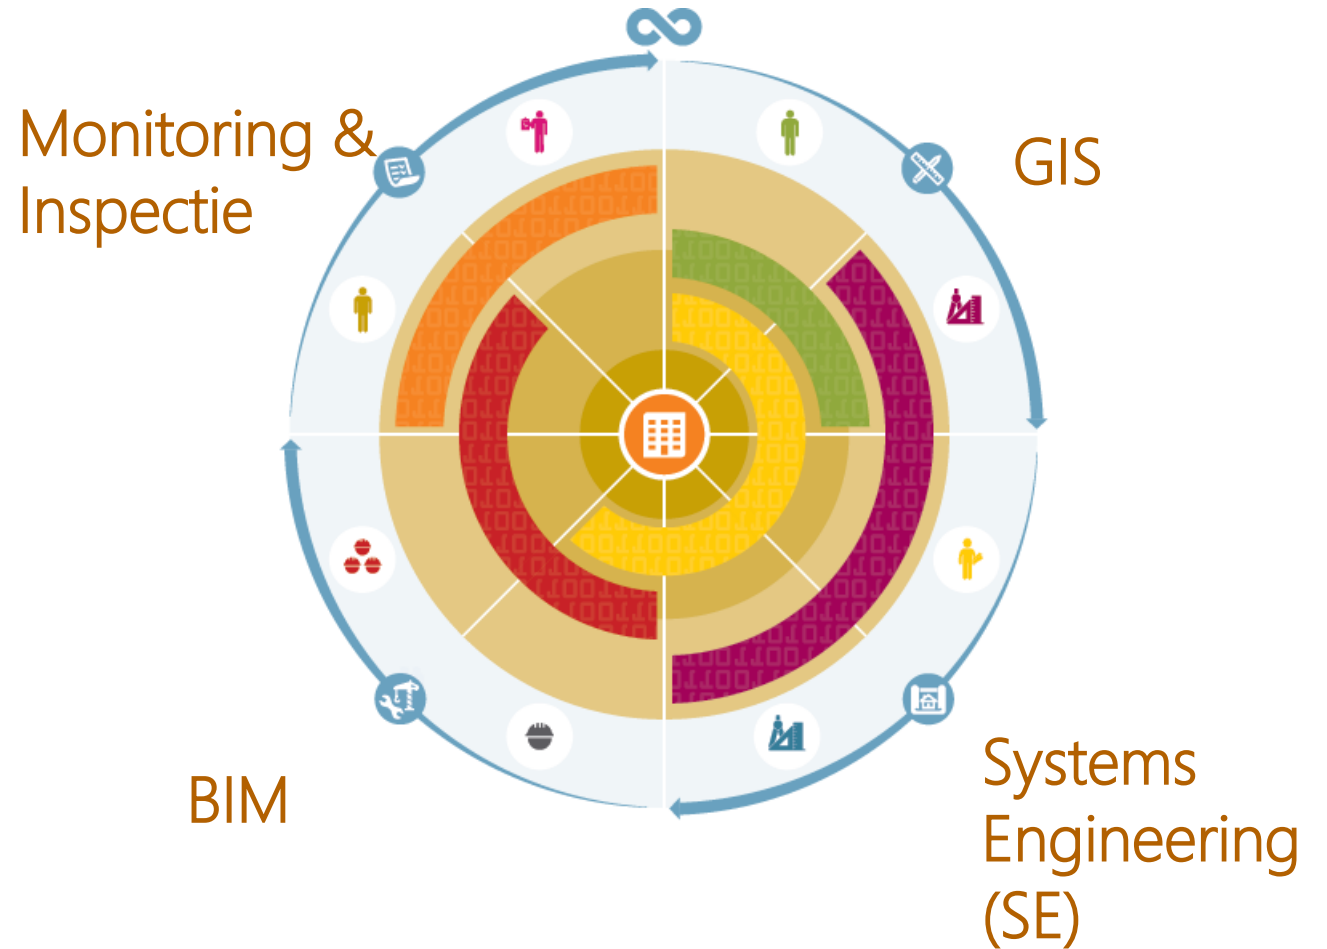 Monitoring &
Inspectie
GIS
BIM
Systems
Engineering
(SE)